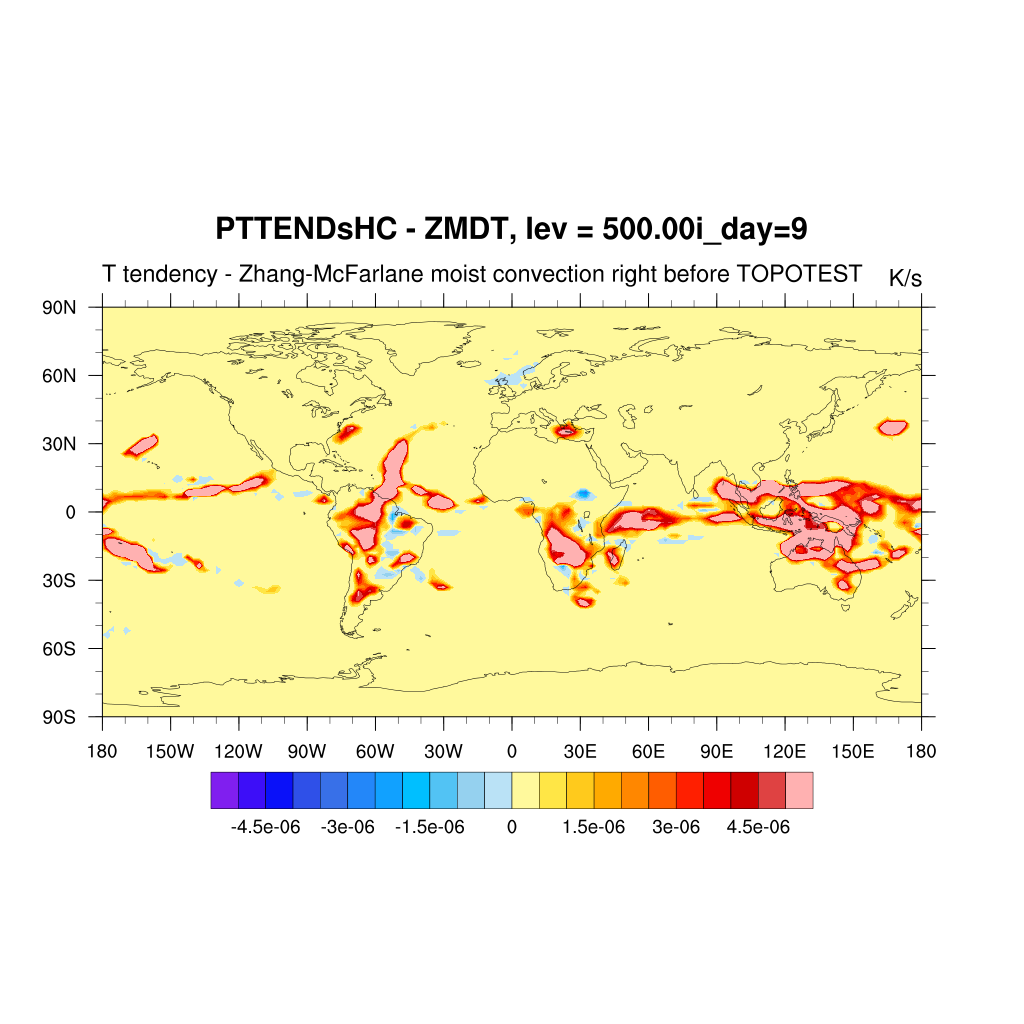 PTTENDsHC - ZMDT, lev = 500.00i_day=9
T tendency - Zhang-McFarlane moist convection right before TOPOTEST K/s
90N
60N
30N
0
30S
60S
90S
180 150W 120W 90W 60W 30W 0 30E 60E 90E 120E 150E 180
-4.5e-06 -3e-06 -1.5e-06 0 1.5e-06 3e-06 4.5e-06